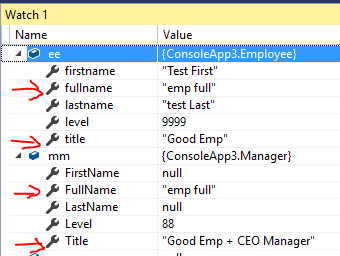 Watch 1
Name Value
ee {ConsoleApp3.Employee}
firstname "Test First"
fullname "emp full"
lastname "test Last"
level 9999
title "Good Emp"
mm {ConsoleApp3.Manager}
FirstName null
FullName "emp full"
LastName null
Level 88
Title "Good Emp + CEO Manager"